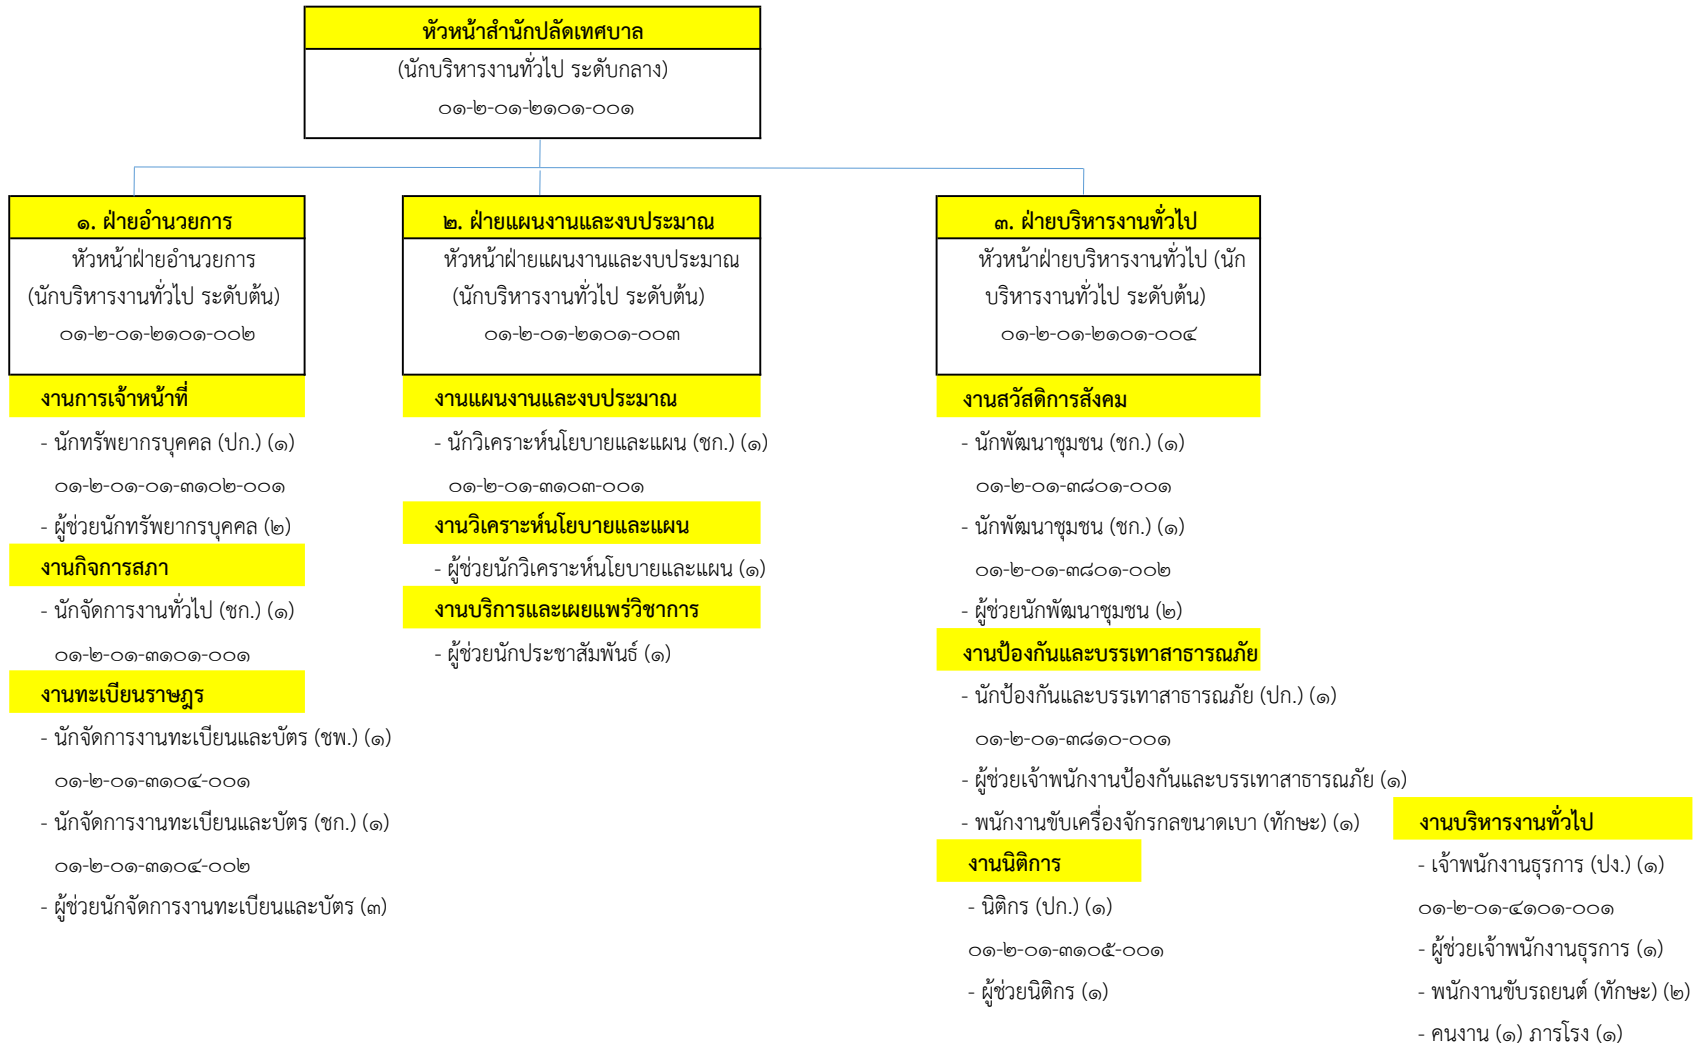 หัวหน้าสำนักปลัดเทศบาล
(นักบริหารงานทั่วไป ระดับกลาง)
๐๑-๒-๐๑-๒๑๐๑-๐๐๑
๑. ฝ่ายอำนวยการ
หัวหน้าฝ่ายอำนวยการ
(นักบริหารงานทั่วไป ระดับต้น)
๐๑-๒-๐๑-๒๑๐๑-๐๐๒
งานการเจ้าหน้าที่
- นักทรัพยากรบุคคล (ปก.) (๑)
๐๑-๒-๐๑-๐๑-๓๑๐๒-๐๐๑
- ผู้ช่วยนักทรัพยากรบุคคล (๒)
งานกิจการสภา
- นักจัดการงานทั่วไป (ชก.) (๑)
๐๑-๒-๐๑-๓๑๐๑-๐๐๑
งานทะเบียนราษฎร
- นักจัดการงานทะเบียนและบัตร (ชพ.) (๑)
๐๑-๒-๐๑-๓๑๐๔-๐๐๑
- นักจัดการงานทะเบียนและบัตร (ชก.) (๑)
๐๑-๒-๐๑-๓๑๐๔-๐๐๒
- ผู้ช่วยนักจัดการงานทะเบียนและบัตร (๓)
๒. ฝ่ายแผนงานและงบประมาณ
หัวหน้าฝ่ายแผนงานและงบประมาณ
(นักบริหารงานทั่วไป ระดับต้น)
๐๑-๒-๐๑-๒๑๐๑-๐๐๓
งานแผนงานและงบประมาณ
- นักวิเคราะห์นโยบายและแผน (ชก.) (๑)
๐๑-๒-๐๑-๓๑๐๓-๐๐๑
งานวิเคราะห์นโยบายและแผน
- ผู้ช่วยนักวิเคราะห์นโยบายและแผน (๑)
งานบริการและเผยแพร่วิชาการ
- ผู้ช่วยนักประชาสัมพันธ์ (๑)
๓. ฝ่ายบริหารงานทั่วไป
หัวหน้าฝ่ายบริหารงานทั่วไป (นัก
บริหารงานทั่วไป ระดับต้น)
๐๑-๒-๐๑-๒๑๐๑-๐๐๔
งานสวัสดิการสังคม
- นักพัฒนาชุมชน (ชก.) (๑)
๐๑-๒-๐๑-๓๘๐๑-๐๐๑
- นักพัฒนาชุมชน (ชก.) (๑)
๐๑-๒-๐๑-๓๘๐๑-๐๐๒
- ผู้ช่วยนักพัฒนาชุมชน (๒)
งานป้องกันและบรรเทาสาธารณภัย
- นักป้องกันและบรรเทาสาธารณภัย (ปก.) (๑)
๐๑-๒-๐๑-๓๘๑๐-๐๐๑
- ผู้ช่วยเจ้าพนักงานป้องกันและบรรเทาสาธารณภัย (๑)
- พนักงานขับเครื่องจักรกลขนาดเบา (ทักษะ) (๑)
งานนิติการ
- นิติกร (ปก.) (๑)
๐๑-๒-๐๑-๓๑๐๕-๐๐๑
- ผู้ช่วยนิติกร (๑)
งานบริหารงานทั่วไป
- เจ้าพนักงานธุรการ (ปง.) (๑)
๐๑-๒-๐๑-๔๑๐๑-๐๐๑
- ผู้ช่วยเจ้าพนักงานธุรการ (๑)
- พนักงานขับรถยนต์ (ทักษะ) (๒)
- คนงาน (๑) ภารโรง (๑)